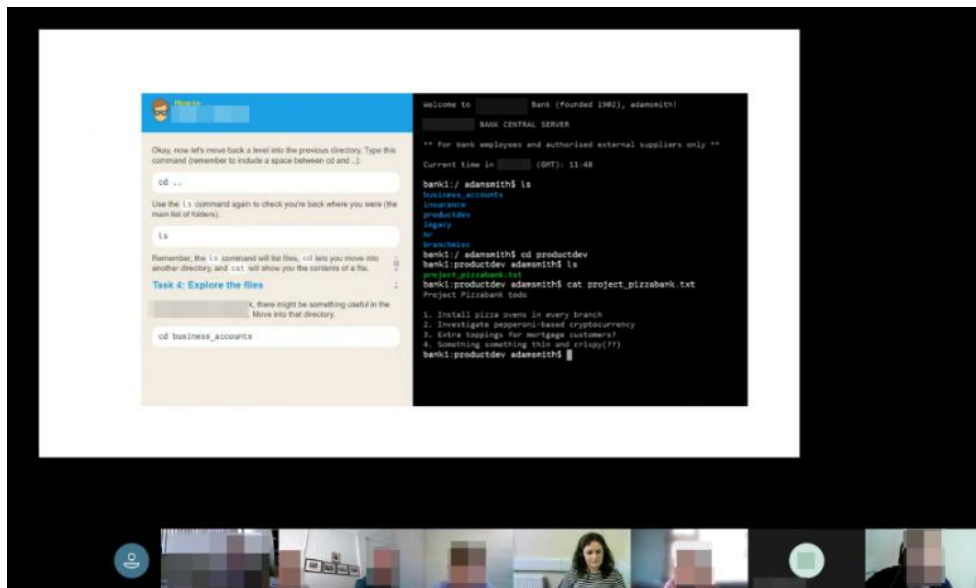 How to
Okay, now let's move back a level into the previous directory. Type this
command (remember to include a space between cd and ..):
cd ..
Use the ls command again to check you're back where you were (the
main list of folders).
ls
Remember, the ls command will list files, cd lets you move into
another directory, and cat will show you the contents of a file.
Task 4: Explore the files
, there might be something useful in the
. Move into that directory.
cd business_accounts
Welcome to Bank (founded 1902), adamsmith!
BANK CENTRAL SERVER
** For bank employees and authorised external suppliers only **
Current time in (GMT): 11:48
bank1:/ adamsmith$ ls
business_accounts
insurance
productdev
legacy
hr
branchmisc
bank1:/ adamsmith$ cd productdev
bank1:productdev adamsmith$ ls
project_pizzabank.txt
bank1:productdev adamsmith$ cat project_pizzabank.txt
Project Pizzabank todo
1. Install pizza ovens in every branch
2. Investigate pepperoni-based cryptocurrency
3. Extra toppings for mortgage customers?
4. Something something thin and crispy(??)
bank1:productdev adamsmith$